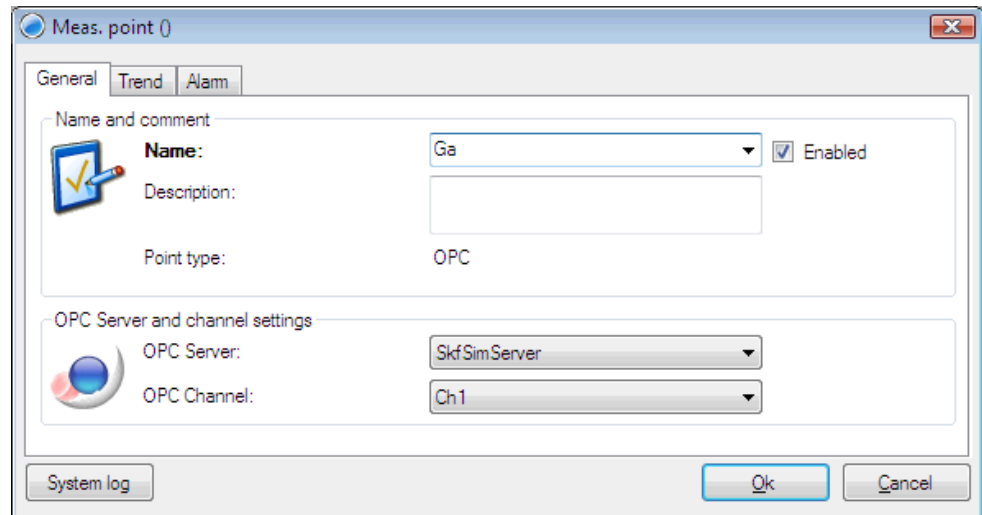 Meas. point ()
General Trend Alarm
Name and comment
Name: Ga Enabled
Description:
Point type: OPC
OPC Server and channel settings
OPC Server: SkfSimServer
OPC Channel: Ch1
System log Ok Cancel